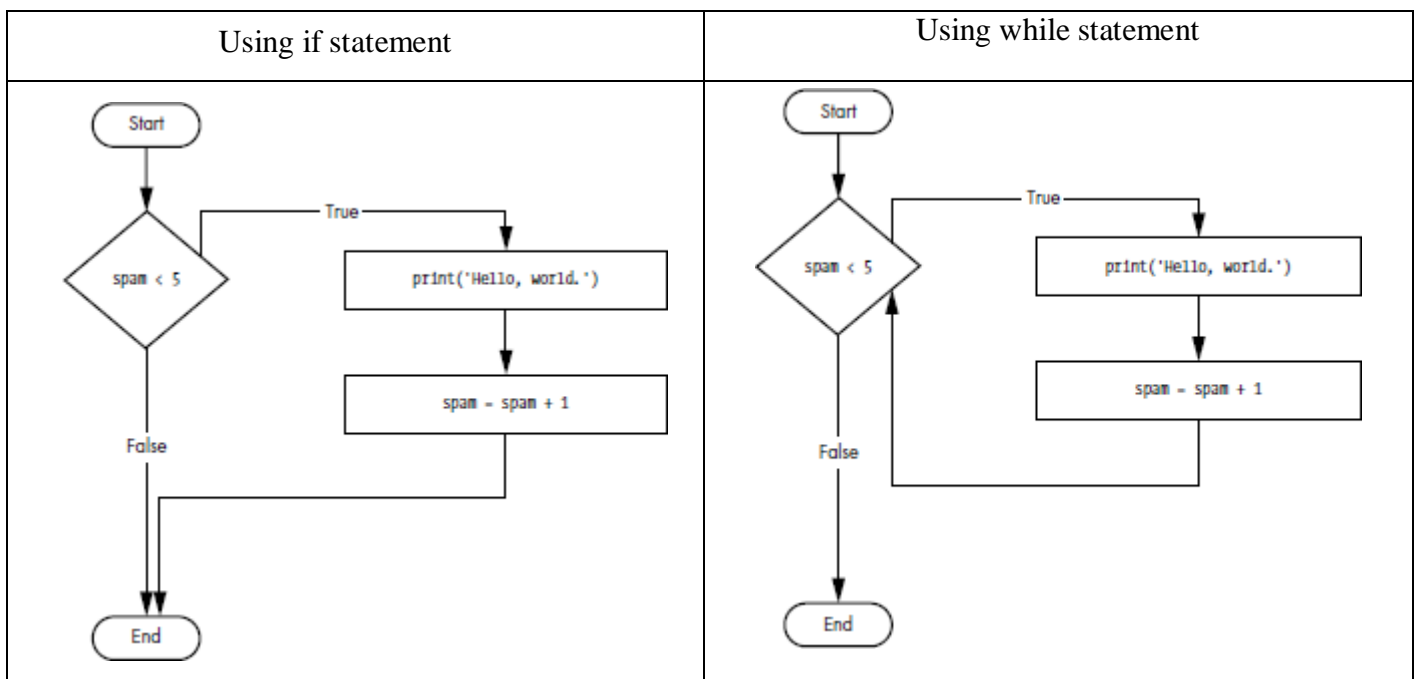 Using if statement
Using while statement
Start
True
spam < 5
print('Hello, world.')
spam = spam + 1
False
End
Start
True
spam < 5
print('Hello, world.')
spam = spam + 1
False
End